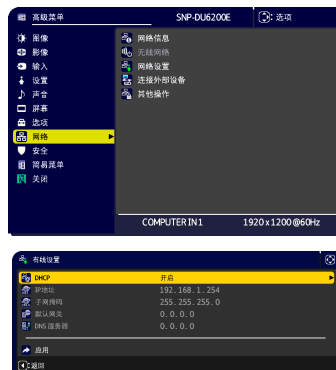 高级菜单 SNP-DU6200E : 选项
图像 网络信息
影像 无线网络
输入 网络设置
设置 连接外部设备
声音 其他操作
屏幕
选项
网络
安全
简易菜单
关闭
COMPUTER IN 1 1920 x 1200 @60Hz
有线设置
DHCP 开启
IP地址 192.168.1.254
子网掩码 255.255.255.0
默认网关 0.0.0.0
DNS 服务器 0.0.0.0
应用
:返回